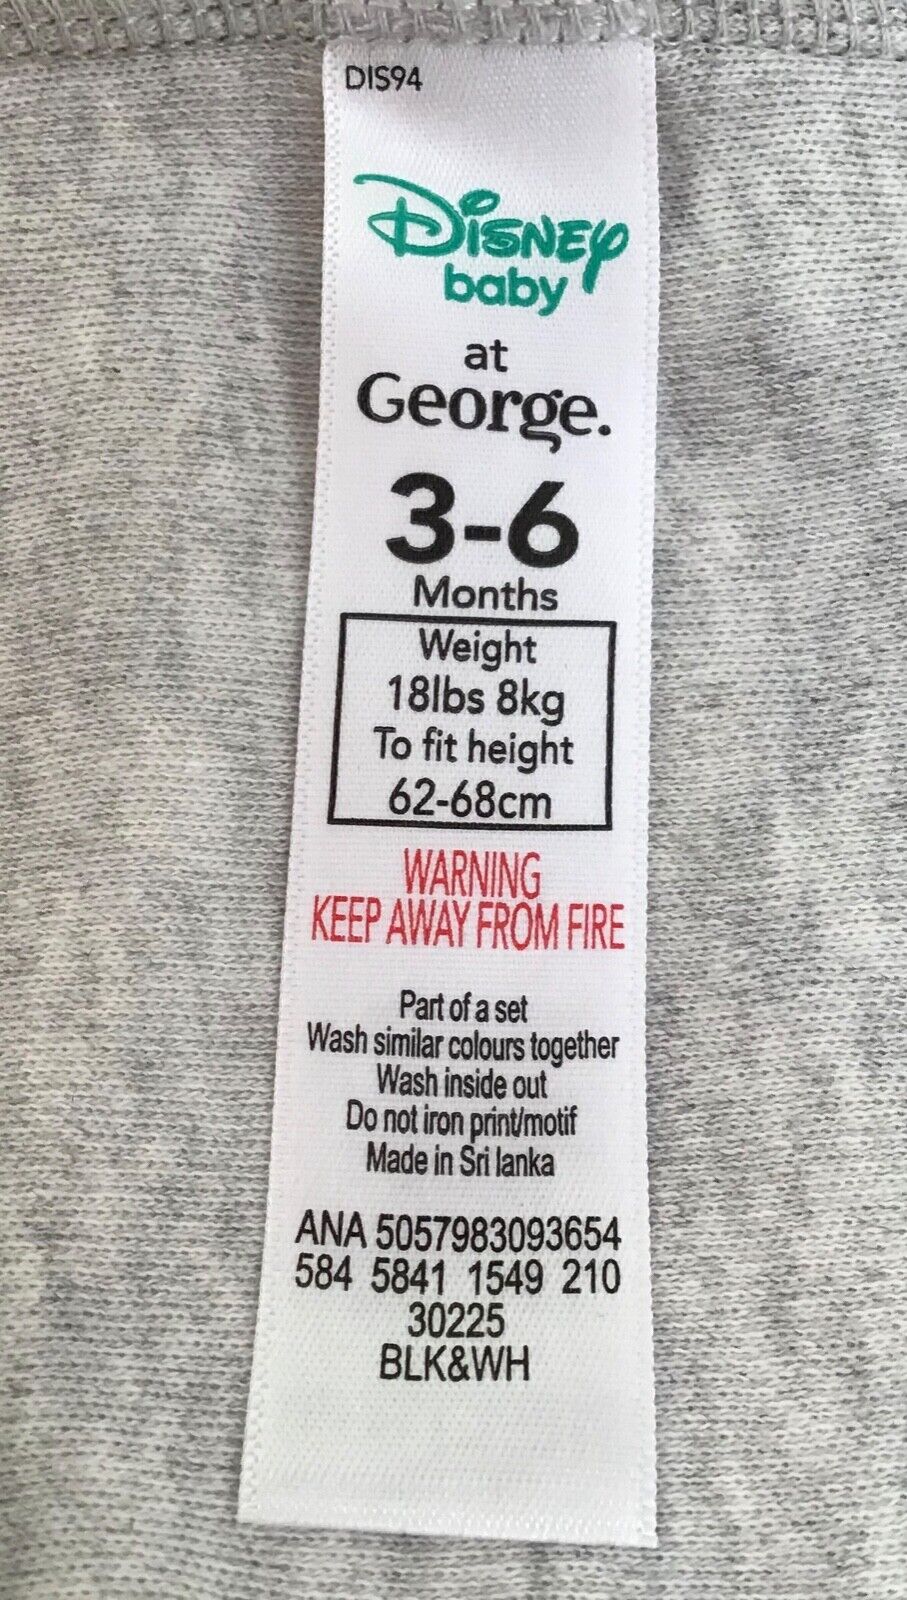 DIS94
Disney
baby
at
George.
3-6
Months
Weight
18lbs 8kg
To fit height
62-68cm
WARNING
KEEP AWAY FROM FIRE
Part of a set
Wash similar colours together
Wash inside out
Do not iron print/motif
Made in Sri lanka
ANA 5057983093654
584 5841 1549 210
30225
BLK&WH